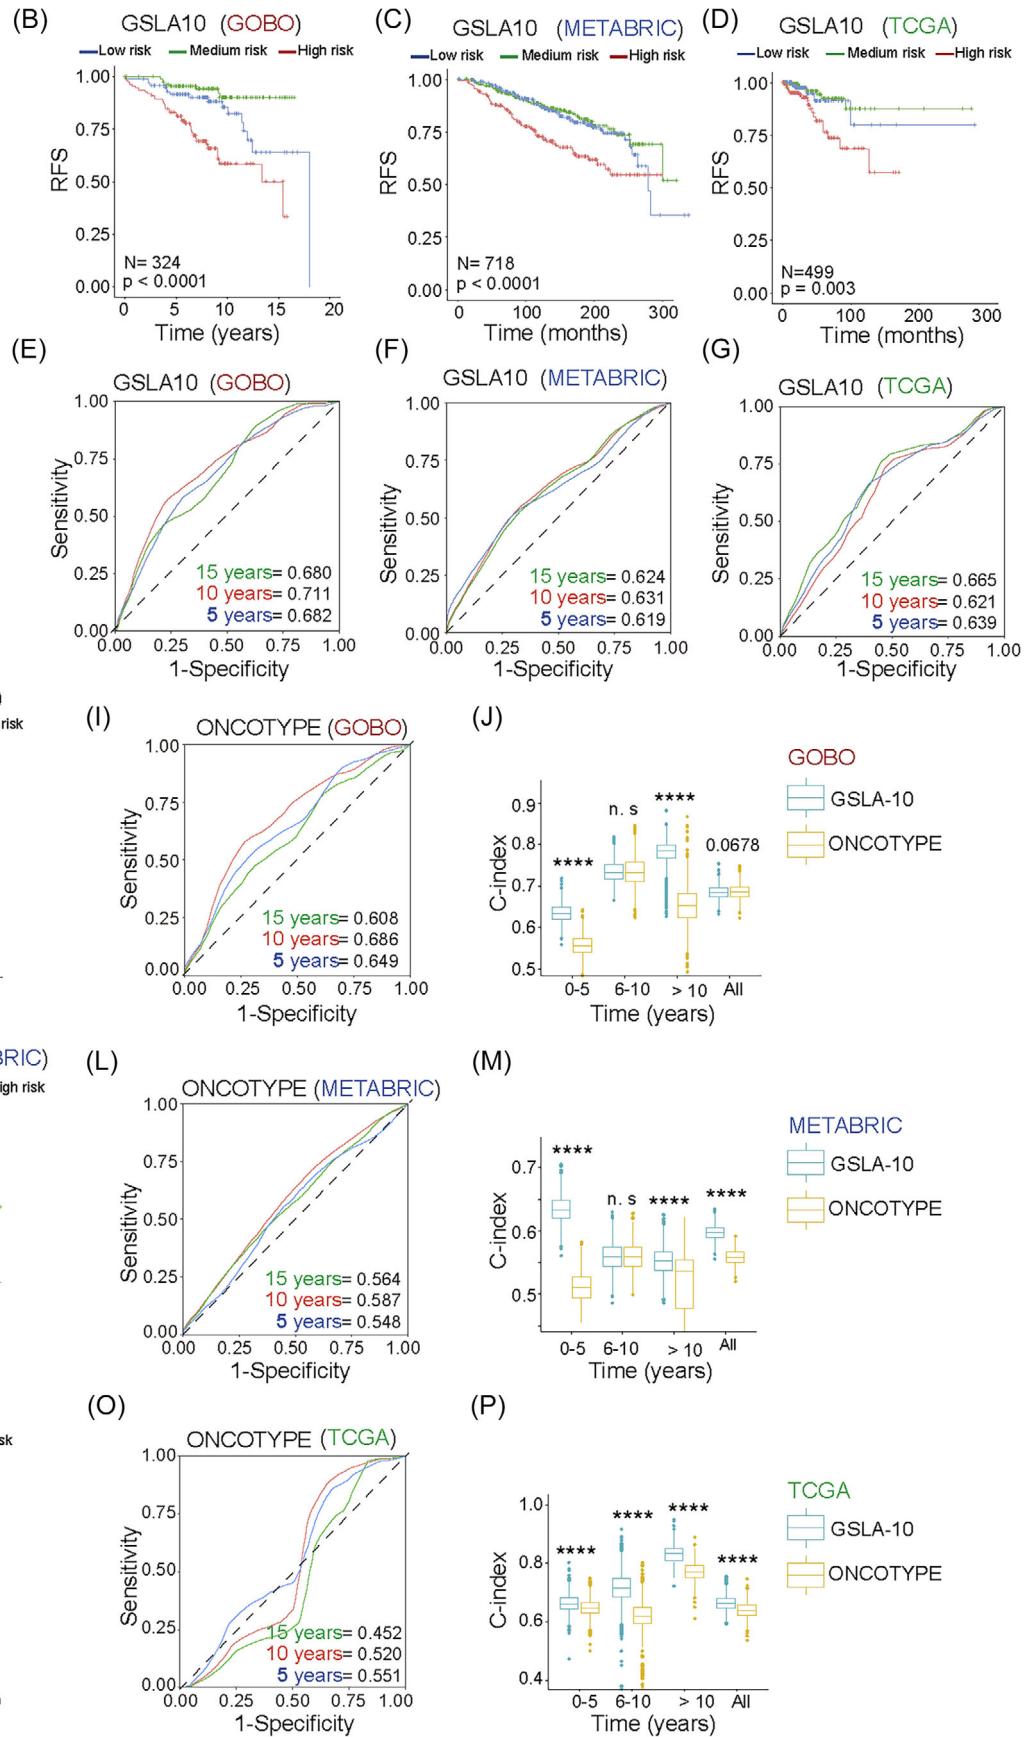 (B)
GSLA10 (GOBO)
Low risk Medium risk High risk
1.00
0.75
0.50
0.25
0.00
RFS
N= 324
p < 0.0001
0 5 10 15 20
Time (years)
(C)
GSLA10 (METABRIC)
Low risk Medium risk High risk
1.00
0.75
0.50
0.25
0.00
RFS
N= 718
p < 0.0001
0 100 200 300
Time (months)
(D)
GSLA10 (TCGA)
Low risk Medium risk High risk
1.00
0.75
0.50
0.25
0.00
RFS
N=499
p = 0.003
0 100 200 300
Time (months)
(E)
GSLA10 (GOBO)
1.00
0.75
0.50
0.25
0.00
Sensitivity
15 years= 0.680
10 years= 0.711
5 years= 0.682
0.00 0.25 0.50 0.75 1.00
1-Specificity
(F)
GSLA10 (METABRIC)
1.00
0.75
0.50
0.25
0.00
Sensitivity
15 years= 0.624
10 years= 0.631
5 years= 0.619
0.00 0.25 0.50 0.75 1.00
1-Specificity
(G)
GSLA10 (TCGA)
1.00
0.75
0.50
0.25
0.00
Sensitivity
15 years= 0.665
10 years= 0.621
5 years= 0.639
0.00 0.25 0.50 0.75 1.00
1-Specificity
)
risk
(I)
ONCOTYPE (GOBO)
1.00
0.75
0.50
0.25
0.00
Sensitivity
15 years= 0.608
10 years= 0.686
5 years= 0.649
0.00 0.25 0.50 0.75 1.00
1-Specificity
(J)
GOBO
GSLA-10
ONCOTYPE
0.9
0.8
0.7
0.6
0.5
C-index
**** n. s **** 0.0678
0-5 6-10 > 10 All
Time (years)
BRIC)
igh risk
(L)
ONCOTYPE (METABRIC)
1.00
0.75
0.50
0.25
0.00
Sensitivity
15 years= 0.564
10 years= 0.587
5 years= 0.548
0.00 0.25 0.50 0.75 1.00
1-Specificity
(M)
METABRIC
GSLA-10
ONCOTYPE
0.7
0.6
0.5
C-index
**** n. s **** ****
0-5 6-10 > 10 All
Time (years)
sk
)
(O)
ONCOTYPE (TCGA)
1.00
0.75
0.50
0.25
0.00
Sensitivity
15 years= 0.452
10 years= 0.520
5 years= 0.551
0.00 0.25 0.50 0.75 1.00
1-Specificity
(P)
TCGA
GSLA-10
ONCOTYPE
1.0
0.8
0.6
0.4
C-index
**** **** **** ****
0-5 6-10 > 10 All
Time (years)